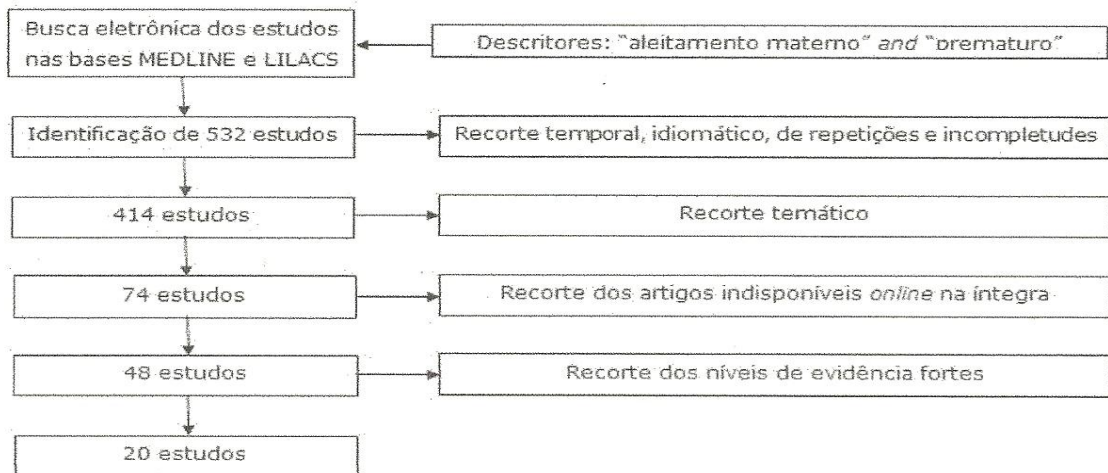 Busca eletrônica dos estudos
nas bases MEDLINE e LILACS
Descritores: “aleitamento materno” and “prematuro”
Identificação de 532 estudos
Recorte temporal, idiomático, de repetições e incompletudes
414 estudos
Recorte temático
74 estudos
Recorte dos artigos indisponíveis online na íntegra
48 estudos
Recorte dos níveis de evidência fortes
20 estudos